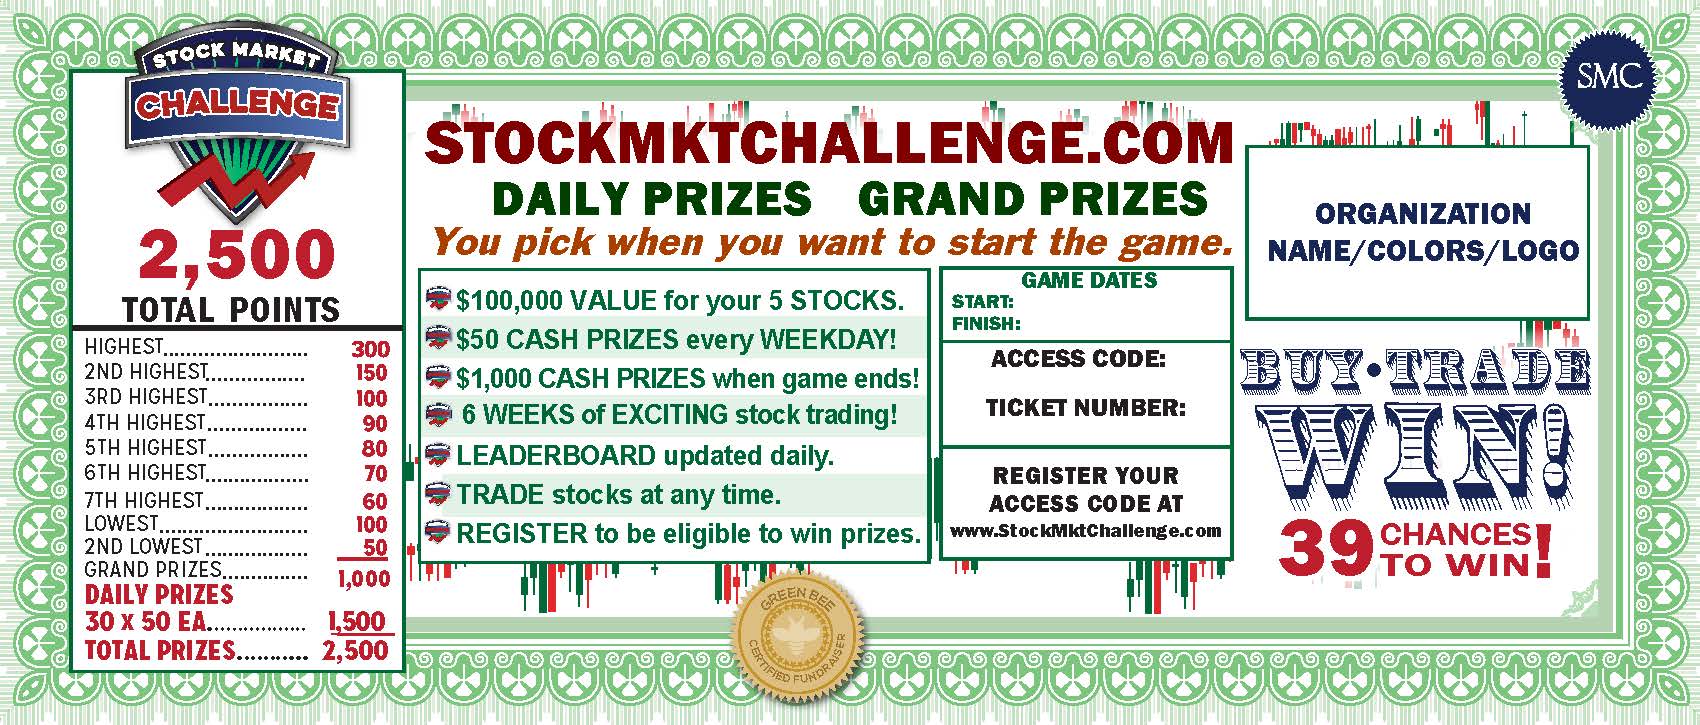 STOCK MARKET
CHALLENGE
2,500
TOTAL POINTS
HIGHEST........................ 300
2ND HIGHEST................. 150
3RD HIGHEST................. 100
4TH HIGHEST................. 90
5TH HIGHEST................. 80
6TH HIGHEST................. 70
7TH HIGHEST................. 60
LOWEST......................... 100
2ND LOWEST................. 50
GRAND PRIZES.............. 1,000
DAILY PRIZES
30 X 50 EA................ 1,500
TOTAL PRIZES........... 2,500
STOCKMKTCHALLENGE.COM
DAILY PRIZES GRAND PRIZES
You pick when you want to start the game.
$100,000 VALUE for your 5 STOCKS.
$50 CASH PRIZES every WEEKDAY!
$1,000 CASH PRIZES when game ends!
6 WEEKS of EXCITING stock trading!
LEADERBOARD updated daily.
TRADE stocks at any time.
REGISTER to be eligible to win prizes.
GAME DATES
START:
FINISH:
ACCESS CODE:
TICKET NUMBER:
REGISTER YOUR
ACCESS CODE AT
www.StockMktChallenge.com
SMC
ORGANIZATION
NAME/COLORS/LOGO
BUY•TRADE
WIN!
39 CHANCES
TO WIN!
GREEN BEE
CERTIFIED FUNDRAISER